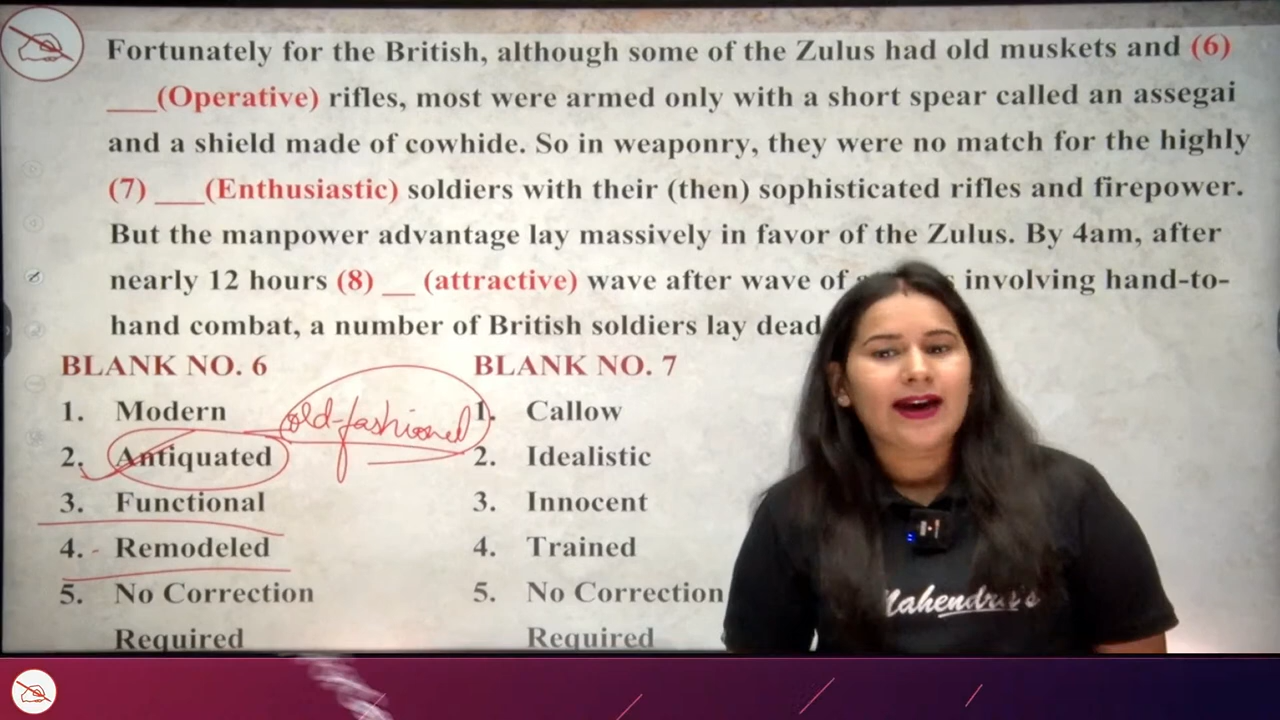 Fortunately for the British, although some of the Zulus had old muskets and (6)
___(Operative) rifles, most were armed only with a short spear called an assegai
and a shield made of cowhide. So in weaponry, they were no match for the highly
(7) ___(Enthusiastic) soldiers with their (then) sophisticated rifles and firepower.
But the manpower advantage lay massively in favor of the Zulus. By 4am, after
nearly 12 hours (8) __ (attractive) wave after wave of involving hand-to-
hand combat, a number of British soldiers lay dead
BLANK NO. 6
1. Modern
old-fashioned
2. Antiquated
3. Functional
4. - Remodeled
5. No Correction
Required
BLANK NO. 7
1. Callow
2. Idealistic
3. Innocent
4. Trained
5. No Correction
Required
Mahendra's